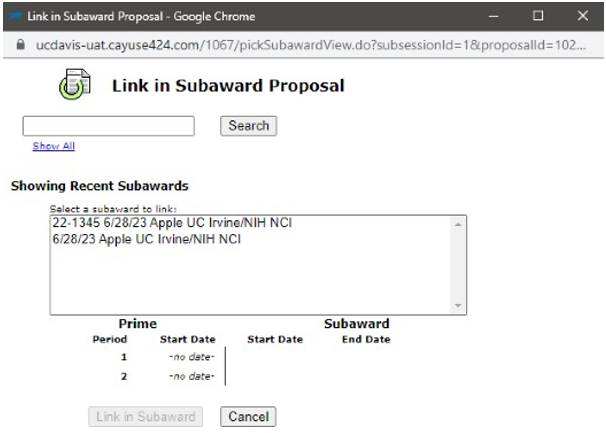 Link in Subaward Proposal - Google Chrome
ucdavis-uat.cayuse424.com/1067/pickSubawardView.do?subsessionId=1&proposalId=102...
Link in Subaward Proposal
Search
Show All
Showing Recent Subawards
Select a subaward to link:
22-1345 6/28/23 Apple UC Irvine/NIH NCI
6/28/23 Apple UC Irvine/NIH NCI
Prime Subaward
Period Start Date Start Date End Date
1 -no date-
2 -no date-
Link in Subaward Cancel